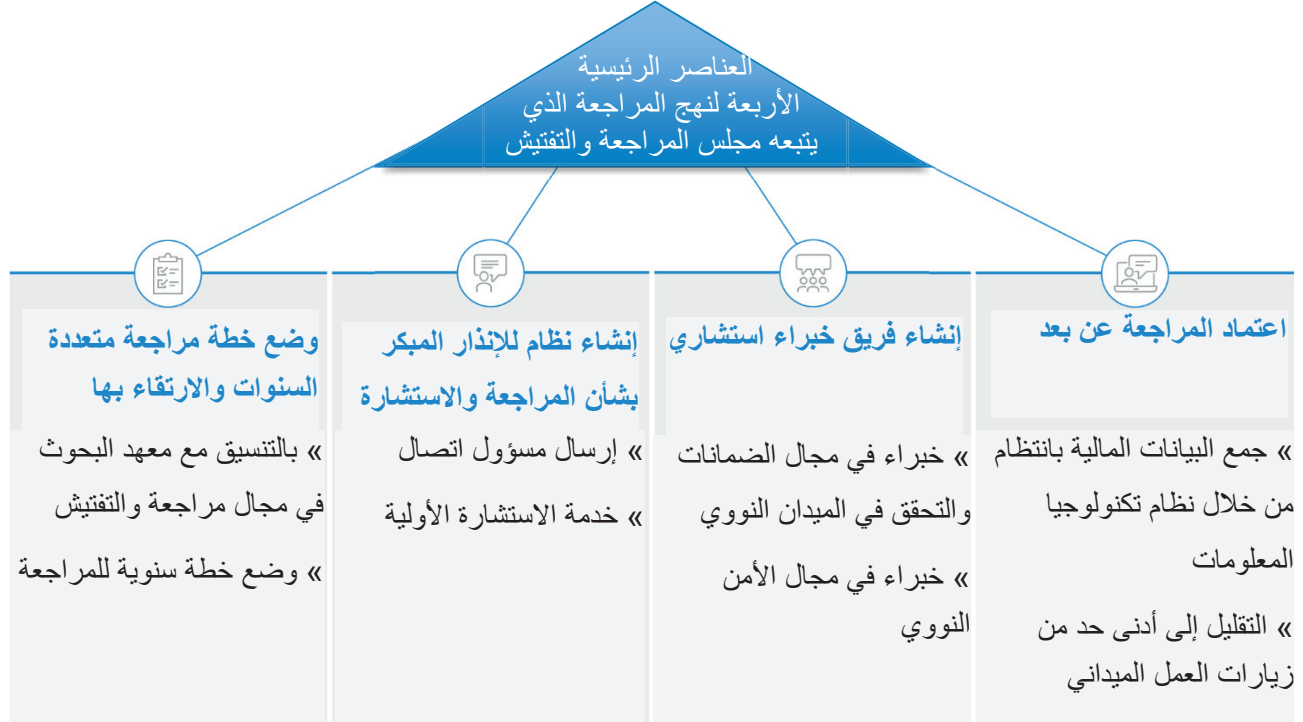 العناصر الرئيسية
الأربعة لنهج المراجعة الذي
يتبعه مجلس المراجعة والتفتيش
اعتماد المراجعة عن بعد
» جمع البيانات المالية بانتظام
من خلال نظام تكنولوجيا
المعلومات
» التقليل إلى أدنى حد من
زيارات العمل الميداني
إنشاء فريق خبراء استشاري
» خبراء في مجال الضمانات
والتحقق في الميدان النووي
» خبراء في مجال الأمن
النووي
إنشاء نظام للإنذار المبكر
بشأن المراجعة والاستشارة
» إرسال مسؤول اتصال
» خدمة الاستشارة الأولية
وضع خطة مراجعة متعددة
السنوات والارتقاء بها
» بالتنسيق مع معهد البحوث
في مجال مراجعة والتفتيش
» وضع خطة سنوية للمراجعة